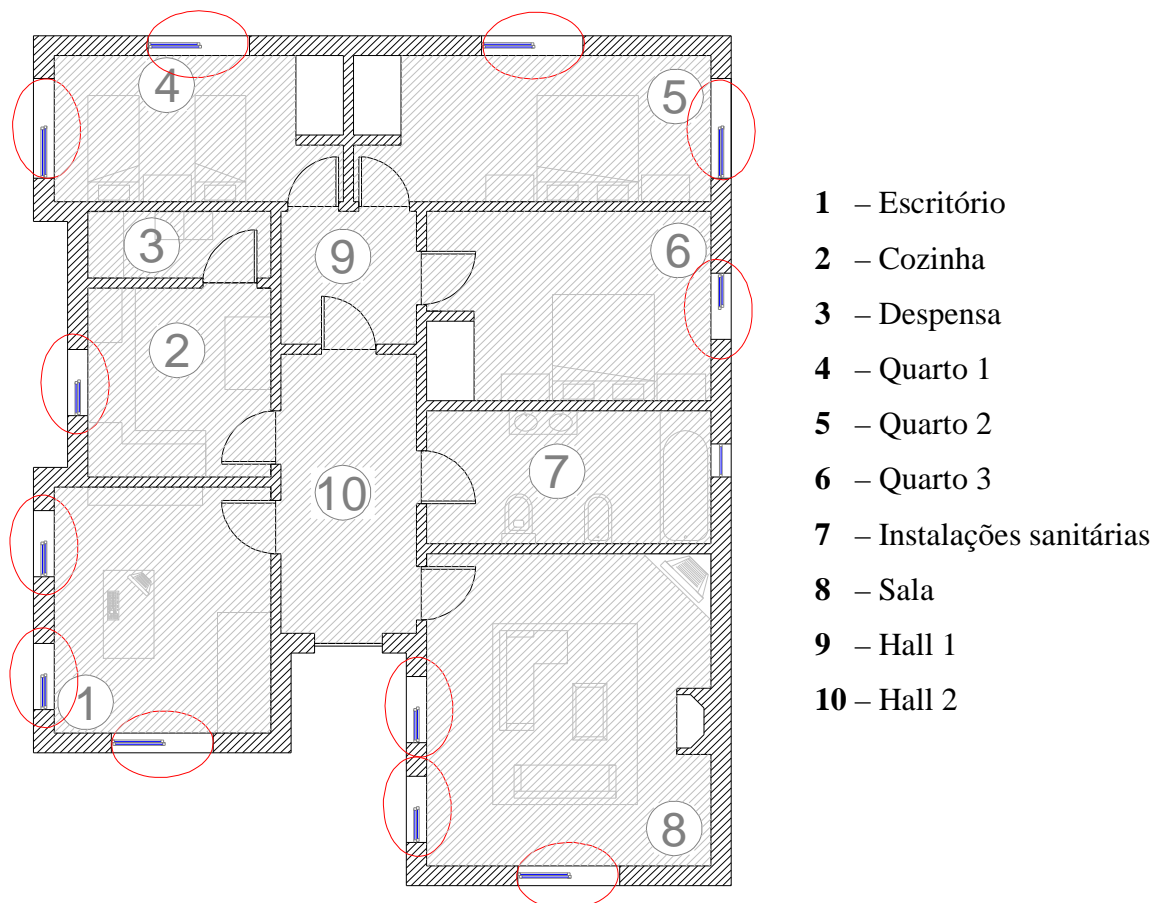 4
5
3
9
6
2
7
10
1
8
1 – Escritório
2 – Cozinha
3 – Despensa
4 – Quarto 1
5 – Quarto 2
6 – Quarto 3
7 – Instalações sanitárias
8 – Sala
9 – Hall 1
10 – Hall 2